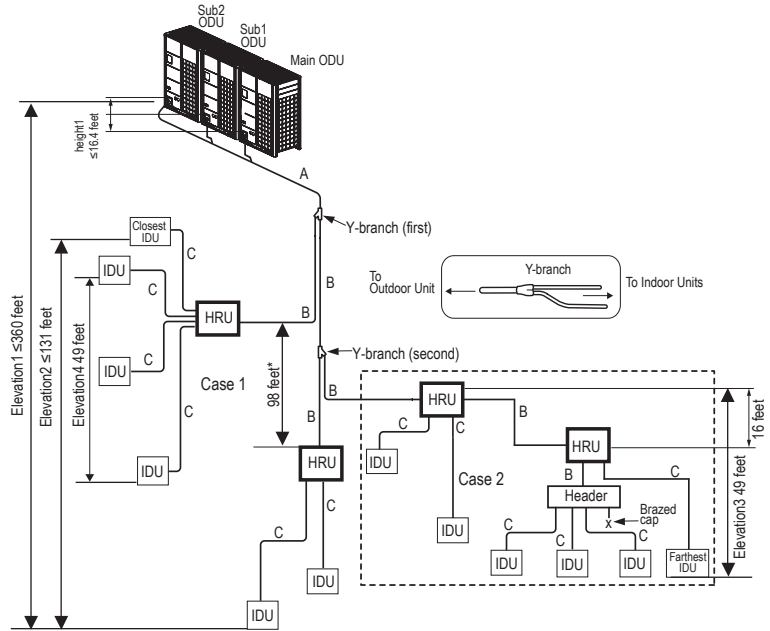 Sub2
ODU
Sub1
ODU
Main ODU
height1
≤16.4 feet
A
Y-branch (first)
Closest
IDU
C
IDU
C
B
Y-branch
To
Outdoor Unit
To Indoor Units
HRU
B
Elevation1 ≤360 feet
Elevation2 ≤131 feet
Elevation4 49 feet
C
IDU
Case 1
C
98 feet*
Y-branch (second)
B
B
HRU
B
16 feet
C
C
HRU
IDU
Case 2
B
C
Header
Elevation3 49 feet
IDU
HRU
C
C
IDU
Brazed
cap
x
C
C
C
IDU
IDU
IDU
Farthest
IDU
IDU
IDU